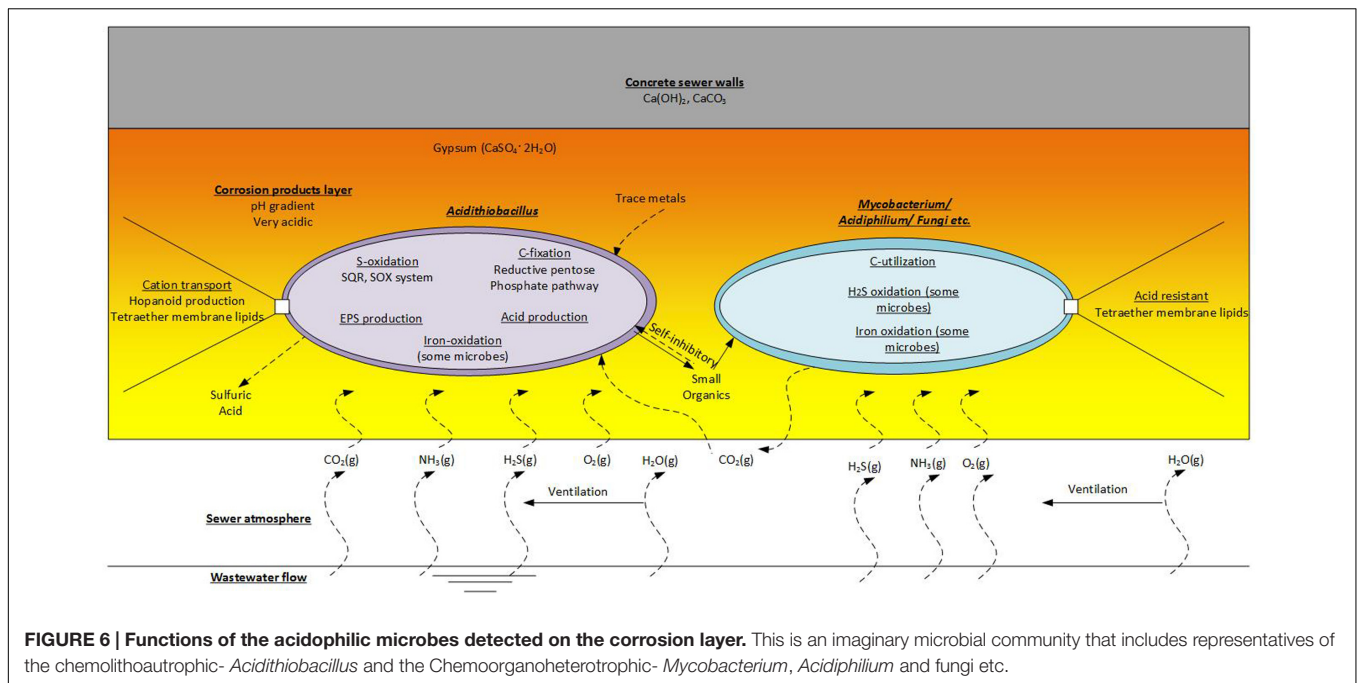 Concrete sewer walls
Ca(OH)₂, CaCO₃
Gypsum (CaSO₄· 2H₂O)
Corrosion products layer
pH gradient
Very acidic
Acidithiobacillus
Trace metals
Mycobacterium/
Acidiphilium/ Fungi etc.
S-oxidation
SQR, SOX system
C-fixation
Reductive pentose
Phosphate pathway
EPS production
Acid production
Iron-oxidation
(some microbes)
C-utilization
H2S oxidation (some
microbes)
Iron oxidation (some
microbes)
Cation transport
Hopanoid production
Tetraether membrane lipids
Acid resistant
Tetraether membrane lipids
Self-inhibitory
Small
Organics
Sulfuric
Acid
CO₂(g)
NH₃(g)
H₂S(g)
O₂(g)
H₂O(g)
CO₂(g)
H₂S(g)
NH₃(g)
O₂(g)
H₂O(g)
Ventilation
Ventilation
Sewer atmosphere
Wastewater flow
FIGURE 6 | Functions of the acidophilic microbes detected on the corrosion layer. This is an imaginary microbial community that includes representatives of
the chemolithoautrophic- Acidithiobacillus and the Chemoorganoheterotrophic- Mycobacterium, Acidiphilium and fungi etc.